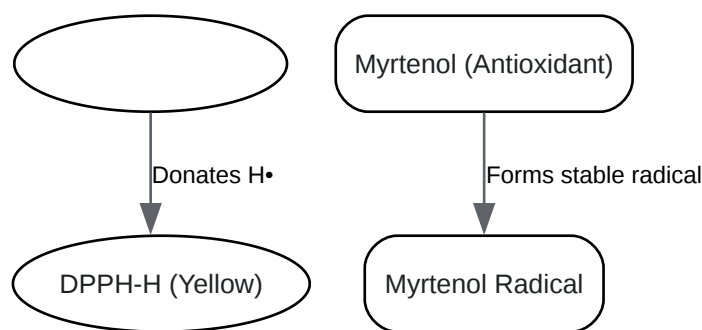 Myrtenol (Antioxidant)
Donates H•
Forms stable radical
DPPH-H (Yellow)
Myrtenol Radical